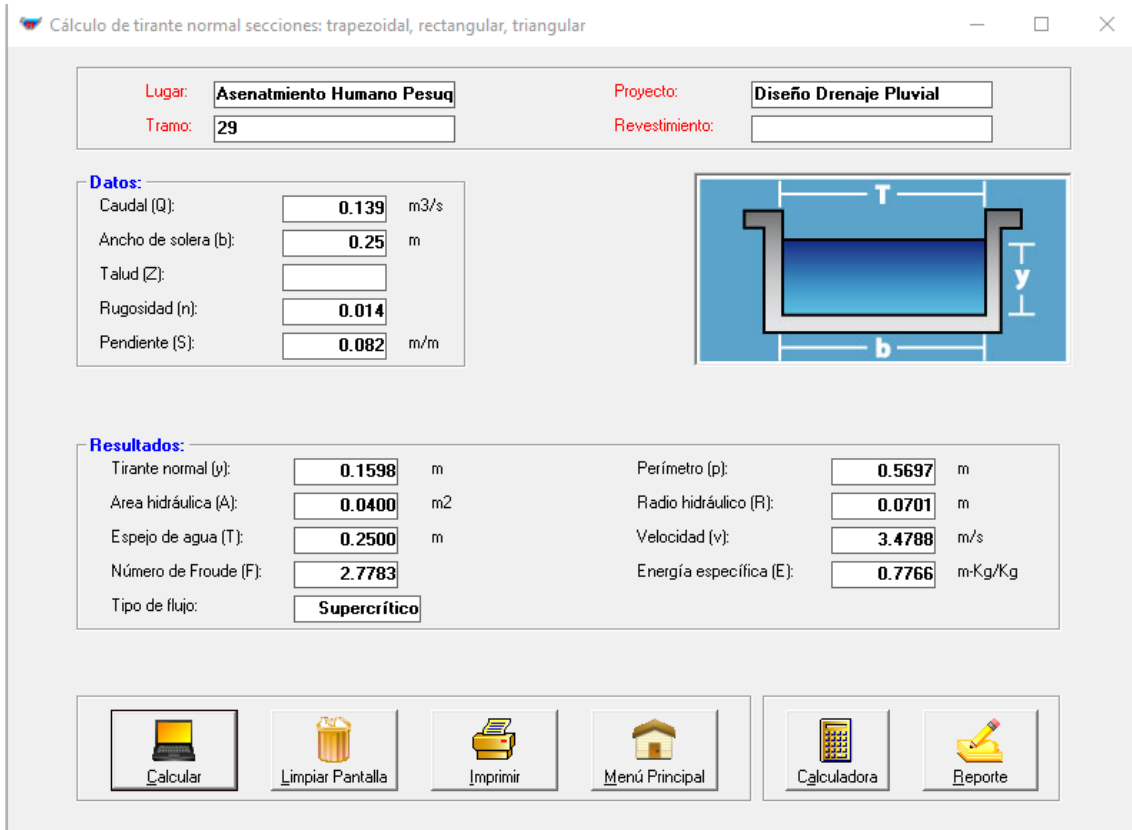 Cálculo de tirante normal secciones: trapezoidal, rectangular, triangular
Lugar: Asenatmiento Humano Pesuq Proyecto: Diseño Drenaje Pluvial
Tramo: 29 Revestimiento:
Datos:
Caudal (Q): 0.139 m3/s
Ancho de solera (b): 0.25 m
Talud (Z):
Rugosidad (n): 0.014
Pendiente (S): 0.082 m/m
T
y
b
Resultados:
Tirante normal (y): 0.1598 m Perímetro (p): 0.5697 m
Area hidráulica (A): 0.0400 m2 Radio hidráulico (R): 0.0701 m
Espejo de agua (T): 0.2500 m Velocidad (v): 3.4788 m/s
Número de Froude (F): 2.7783 Energía específica (E): 0.7766 m-Kg/Kg
Tipo de flujo: Supercrítico
Calcular Limpiar Pantalla Imprimir Menú Principal Calculadora Reporte